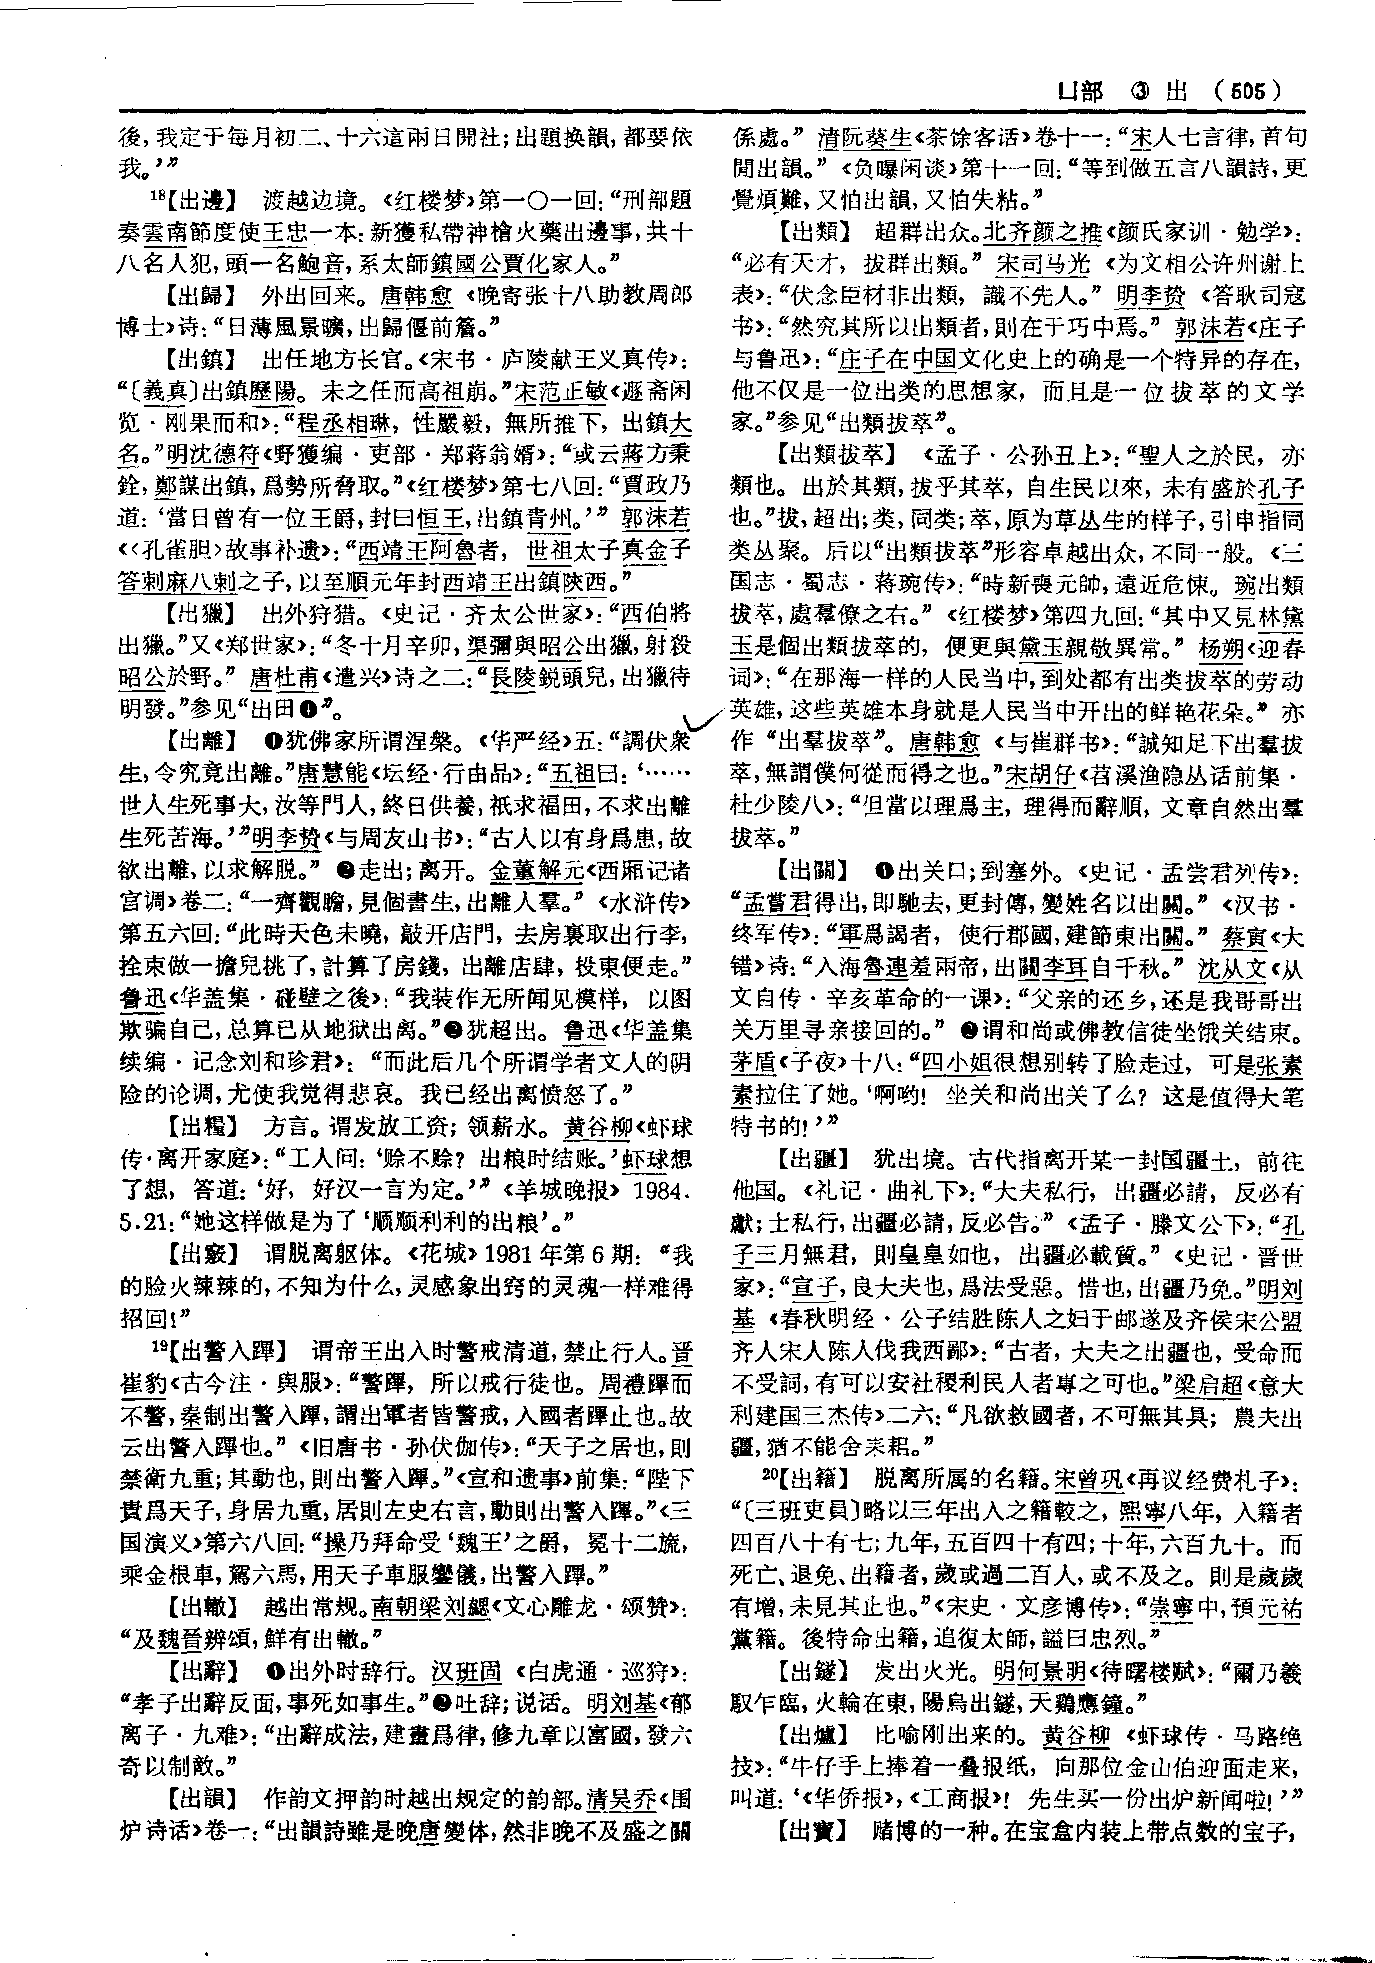 凵部 ③ 出 (505)
後,我定于每月初二、十六這兩日開社;出題换韻,都要依
我。’”
18【出邊】 渡越边境。《红楼梦》第一○一回:“刑部題
奏雲南節度使王忠一本:新獲私帶神槍火藥出邊事,共十
八名人犯,頭一名鮑音,系太師鎮國公賈化家人。”
【出歸】 外出回来。唐韩愈《晚寄张十八助教周郎
博士》诗:“日薄風景曠,出歸偃前簷。”
【出鎮】 出任地方长官。《宋书·庐陵献王义真传》:
“〔義真〕出鎮歷陽。未之任而高祖崩。”宋范正敏《遯斋闲
览·刚果而和》:“程丞相琳,性嚴毅,無所推下,出鎮大
名。”明沈德符《野獲编·吏部·郑蒋翁婿》:“或云蔣方秉
銓,鄭謀出鎮,爲勢所脅取。”《红楼梦》第七八回:“賈政乃
道:‘當日曾有一位王爵,封曰恒王,出鎮青州。’” 郭沫若
《〈孔雀胆〉故事补遗》:“西靖王阿魯者,世祖太子真金子
答剌麻八剌之子,以至順元年封西靖王出鎮陝西。”
【出獵】 出外狩猎。《史记·齐太公世家》:“西伯將
出獵。”又《郑世家》:“冬十月辛卯,渠彌與昭公出獵,射殺
昭公於野。” 唐杜甫《遣兴》诗之二:“長陵鋭頭兒,出獵待
明發。”参见“出田❶”。
【出離】 ❶犹佛家所谓涅槃。《华严经》五:“調伏衆
生,令究竟出離。”唐慧能《坛经·行由品》:“五祖曰:‘……
世人生死事大,汝等門人,終日供養,衹求福田,不求出離
生死苦海。’”明李贽《与周友山书》:“古人以有身爲患,故
欲出離,以求解脱。” ❷走出;离开。金董解元《西厢记诸
宫调》卷二:“一齊觀瞻,見個書生,出離人羣。”《水浒传》
第五六回:“此時天色未曉,敲开店門,去房裏取出行李,
拴束做一擔兒挑了,計算了房錢,出離店肆,投東便走。”
鲁迅《华盖集·碰壁之後》:“我装作无所闻见模样,以图
欺骗自己,总算已从地狱出离。”❸犹超出。鲁迅《华盖集
续编·记念刘和珍君》:“而此后几个所谓学者文人的阴
险的论调,尤使我觉得悲哀。我已经出离愤怒了。”
【出糧】 方言。谓发放工资;领薪水。黄谷柳《虾球
传·离开家庭》:“工人问:‘赊不赊?出粮时结账。’虾球想
了想,答道:‘好,好汉一言为定。’”《羊城晚报》1984.
5.21:“她这样做是为了‘顺顺利利的出粮’。”
【出竅】 谓脱离躯体。《花城》1981年第6期:“我
的脸火辣辣的,不知为什么,灵感象出窍的灵魂一样难得
招回!”
19【出警入蹕】 谓帝王出入时警戒清道,禁止行人。晋
崔豹《古今注·舆服》:“警蹕,所以戒行徒也。周禮蹕而
不警,秦制出警入蹕,謂出軍者皆警戒,入國者蹕止也。故
云出警入蹕也。”《旧唐书·孙伏伽传》:“天子之居也,則
禁衛九重;其動也,則出警入蹕。”《宣和遗事》前集:“陛下
貴爲天子,身居九重,居則左史右言,動則出警入蹕。”《三
国演义》第六八回:“操乃拜命受‘魏王’之爵,冕十二旒,
乘金根車,駕六馬,用天子車服鑾儀,出警入蹕。”
【出轍】 越出常规。南朝梁刘勰《文心雕龙·颂赞》:
“及魏晉辨頌,鮮有出轍。”
【出辭】 ❶出外时辞行。汉班固《白虎通·巡狩》:
“孝子出辭反面,事死如事生。”❷吐辞;说话。明刘基《郁
离子·九难》:“出辭成法,建畫爲律,修九章以富國,發六
奇以制敵。”
【出韻】 作韵文押韵时越出规定的韵部。清吴乔《围
炉诗话》卷一:“出韻詩雖是晚唐變体,然非晚不及盛之關
係處。” 清阮葵生《茶馀客话》卷十一:“宋人七言律,首句
閒出韻。”《负曝闲谈》第十一回:“等到做五言八韻詩,更
覺煩難,又怕出韻,又怕失粘。”
【出類】 超群出众。北齐颜之推《颜氏家训·勉学》:
“必有天才,拔群出類。” 宋司马光《为文相公许州谢上
表》:“伏念臣材非出類,識不先人。” 明李贽《答耿司寇
书》:“然究其所以出類者,則在于巧中焉。” 郭沫若《庄子
与鲁迅》:“庄子在中国文化史上的确是一个特异的存在,
他不仅是一位出类的思想家,而且是一位拔萃的文学
家。”参见“出類拔萃”。
【出類拔萃】 《孟子·公孙丑上》:“聖人之於民,亦
類也。出於其類,拔乎其萃,自生民以來,未有盛於孔子
也。”拔,超出;类,同类;萃,原为草丛生的样子,引申指同
类丛聚。后以“出類拔萃”形容卓越出众,不同一般。《三
国志·蜀志·蒋琬传》:“時新喪元帥,遠近危悚。琬出類
拔萃,處羣僚之右。”《红楼梦》第四九回:“其中又見林黛
玉是個出類拔萃的,便更與黛玉親敬異常。” 杨朔《迎春
词》:“在那海一样的人民当中,到处都有出类拔萃的劳动
英雄,这些英雄本身就是人民当中开出的鲜艳花朵。”亦
作“出羣拔萃”。唐韩愈《与崔群书》:“誠知足下出羣拔
萃,無謂僕何從而得之也。”宋胡仔《苕溪渔隐丛话前集·
杜少陵八》:“但當以理爲主,理得而辭順,文章自然出羣
拔萃。”
【出關】 ❶出关口;到塞外。《史记·孟尝君列传》:
“孟嘗君得出,即馳去,更封傳,變姓名以出關。”《汉书·
终军传》:“軍爲謁者,使行郡國,建節東出關。” 蔡寅《大
错》诗:“入海魯連羞兩帝,出關李耳自千秋。” 沈从文《从
文自传·辛亥革命的一课》:“父亲的还乡,还是我哥哥出
关万里寻亲接回的。” ❷谓和尚或佛教信徒坐饿关结束。
茅盾《子夜》十八:“四小姐很想别转了脸走过,可是张素
素拉住了她。‘啊哟!坐关和尚出关了么?这是值得大笔
特书的!’”
【出疆】 犹出境。古代指离开某一封国疆土,前往
他国。《礼记·曲礼下》:“大夫私行,出疆必請,反必有
獻;士私行,出疆必請,反必告。”《孟子·滕文公下》:“孔
子三月無君,則皇皇如也,出疆必載質。”《史记·晋世
家》:“宣子,良大夫也,爲法受惡。惜也,出疆乃免。”明刘
基《春秋明经·公子结胜陈人之妇于鄄遂及齐侯宋公盟
齐人宋人陈人伐我西鄙》:“古者,大夫之出疆也,受命而
不受詞,有可以安社稷利民人者專之可也。”梁启超《意大
利建国三杰传》二六:“凡欲救國者,不可無其具;農夫出
疆,猶不能舍耒耜。”
20【出籍】 脱离所属的名籍。宋曾巩《再议经费札子》:
“〔三班吏員〕略以三年出入之籍較之,熙寧八年,入籍者
四百八十有七;九年,五百四十有四;十年,六百九十。而
死亡、退免、出籍者,歲或過二百人,或不及之。則是歲歲
有增,未見其止也。”《宋史·文彦博传》:“崇寧中,預元祐
黨籍。後特命出籍,追復太師,謚曰忠烈。”
【出鐩】 发出火光。明何景明《待曙楼赋》:“爾乃羲
馭乍臨,火輪在東,陽烏出鐩,天鷄應鐘。”
【出爐】 比喻刚出来的。黄谷柳《虾球传·马路绝
技》:“牛仔手上捧着一叠报纸,向那位金山伯迎面走来,
叫道:‘《华侨报》,《工商报》!先生买一份出炉新闻啦!’”
【出寶】 赌博的一种。在宝盒内装上带点数的宝子,